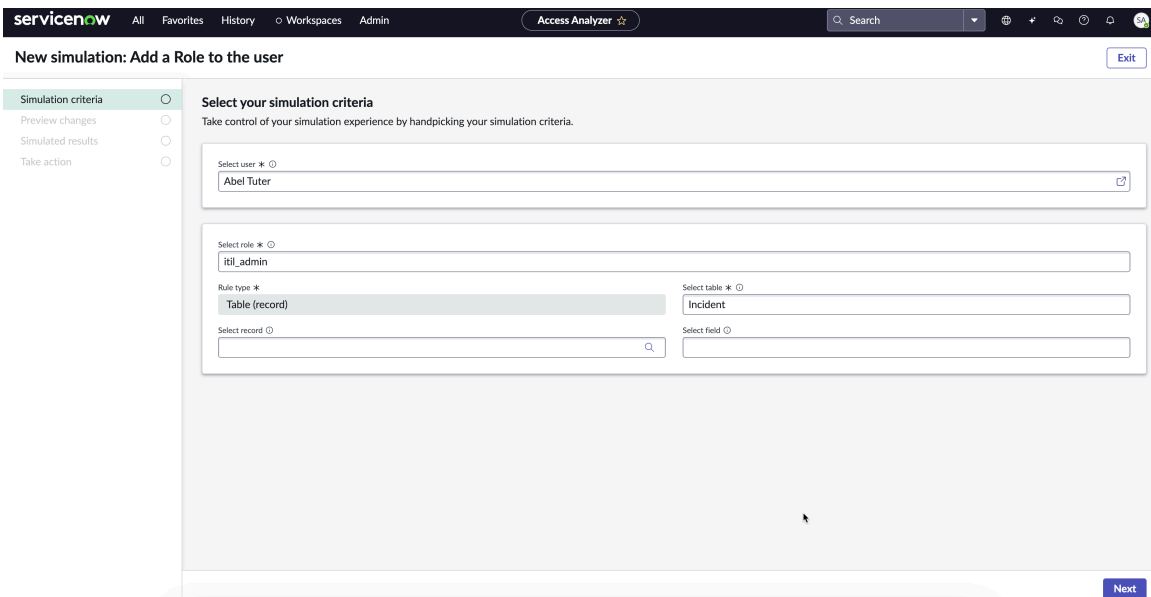 servicenow All Favorites History Workspaces Admin Access Analyzer Search SA
New simulation: Add a Role to the user Exit
Simulation criteria
Preview changes
Simulated results
Take action
Select your simulation criteria
Take control of your simulation experience by handpicking your simulation criteria.
Select user *
Abel Tuter
Select role *
itil_admin
Rule type * Select table *
Table (record) Incident
Select record Select field
Next